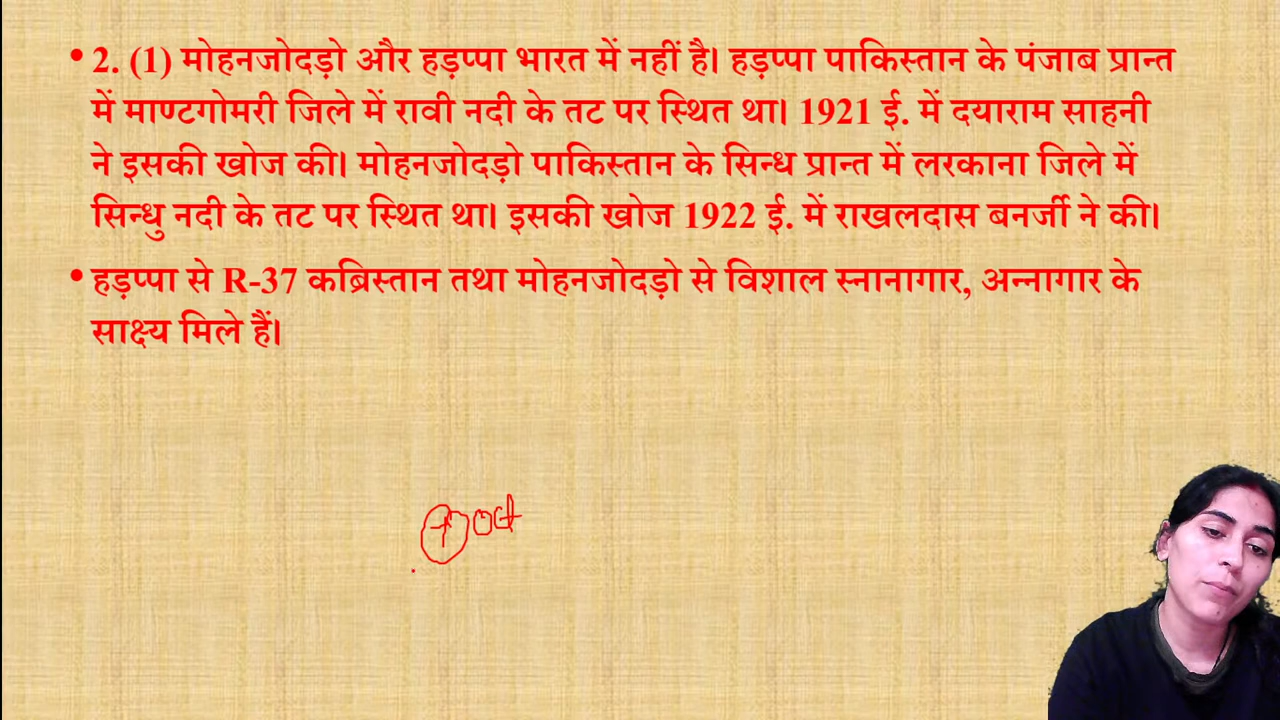 • 2. (1) मोहनजोदड़ो और हड़प्पा भारत में नहीं है। हड़प्पा पाकिस्तान के पंजाब प्रान्त
में माण्टगोमरी जिले में रावी नदी के तट पर स्थित था। 1921 ई. में दयाराम साहनी
ने इसकी खोज की। मोहनजोदड़ो पाकिस्तान के सिन्ध प्रान्त में लरकाना जिले में
सिन्धु नदी के तट पर स्थित था। इसकी खोज 1922 ई. में राखलदास बनर्जी ने की।
• हड़प्पा से R-37 कब्रिस्तान तथा मोहनजोदड़ो से विशाल स्नानागार, अन्नागार के
साक्ष्य मिले हैं।